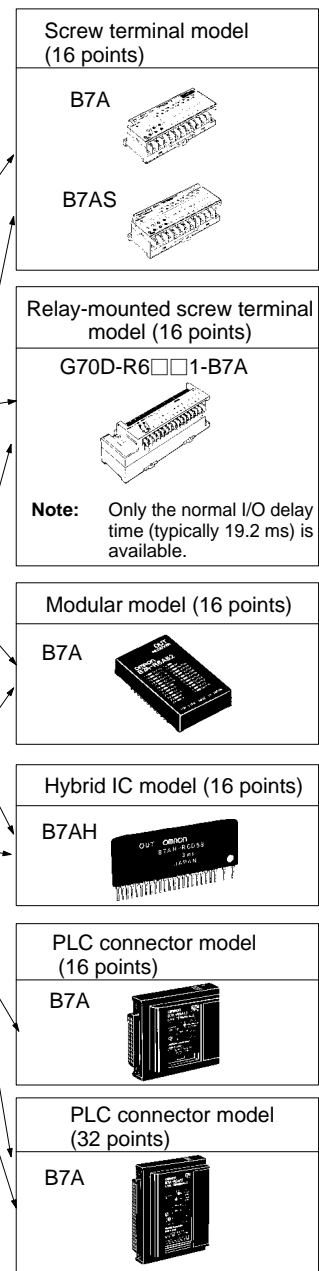 Screw terminal model
(16 points)
B7A
B7AS
Relay-mounted screw terminal
model (16 points)
G70D-R6□□1-B7A
Note: Only the normal I/O delay
time (typically 19.2 ms) is
available.
Modular model (16 points)
B7A
OUT
OMRON
Hybrid IC model (16 points)
B7AH
OUT OMRON
JAPAN
PLC connector model
(16 points)
B7A
PLC connector model
(32 points)
B7A